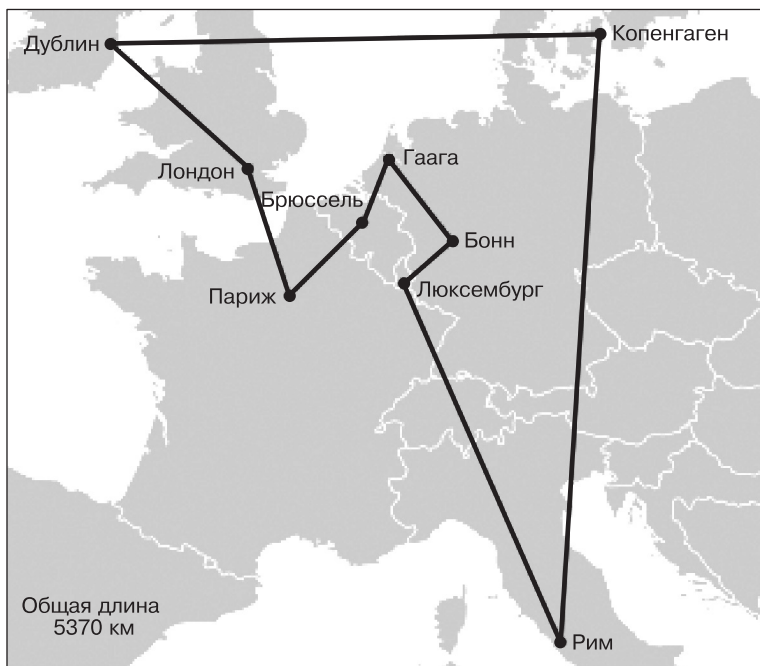 Дублин
Копенгаген
Гаага
Лондон
Брюссель
Бонн
Люксембург
Париж
Общая длина
5370 км
Рим